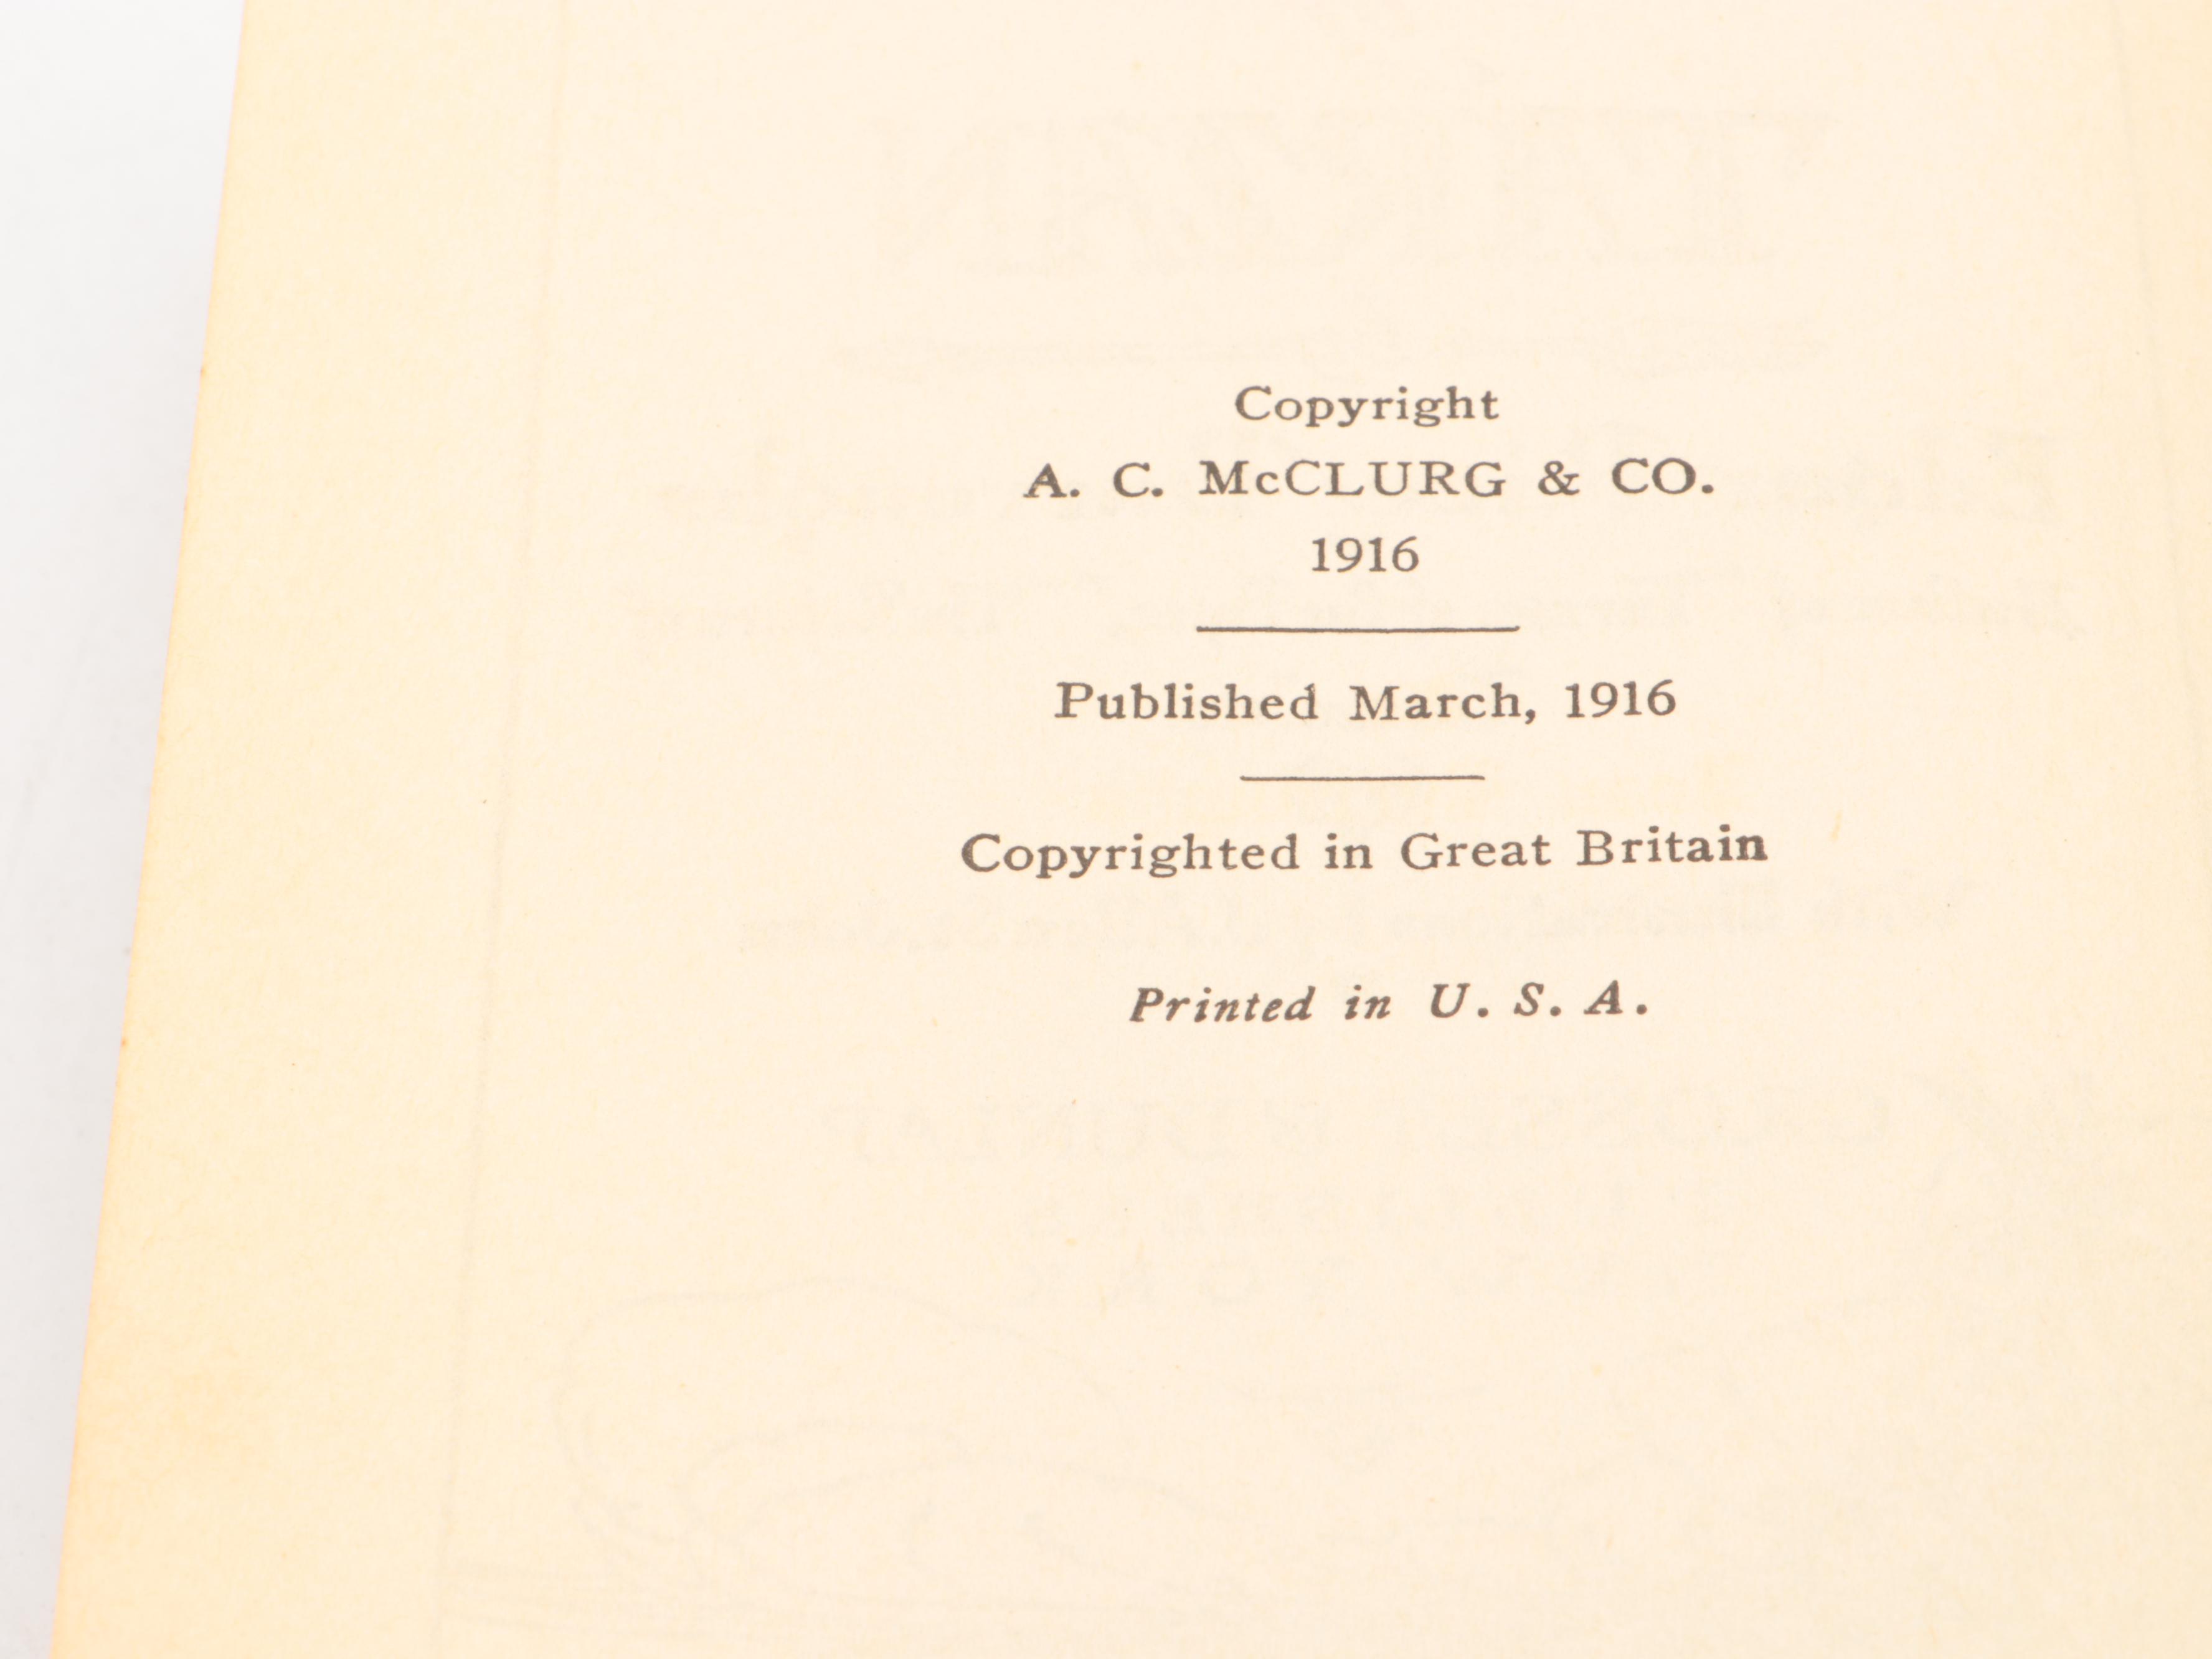 Copyright
A. C. McCLURG & CO.
1916
Published March, 1916
Copyrighted in Great Britain
Printed in U. S. A.